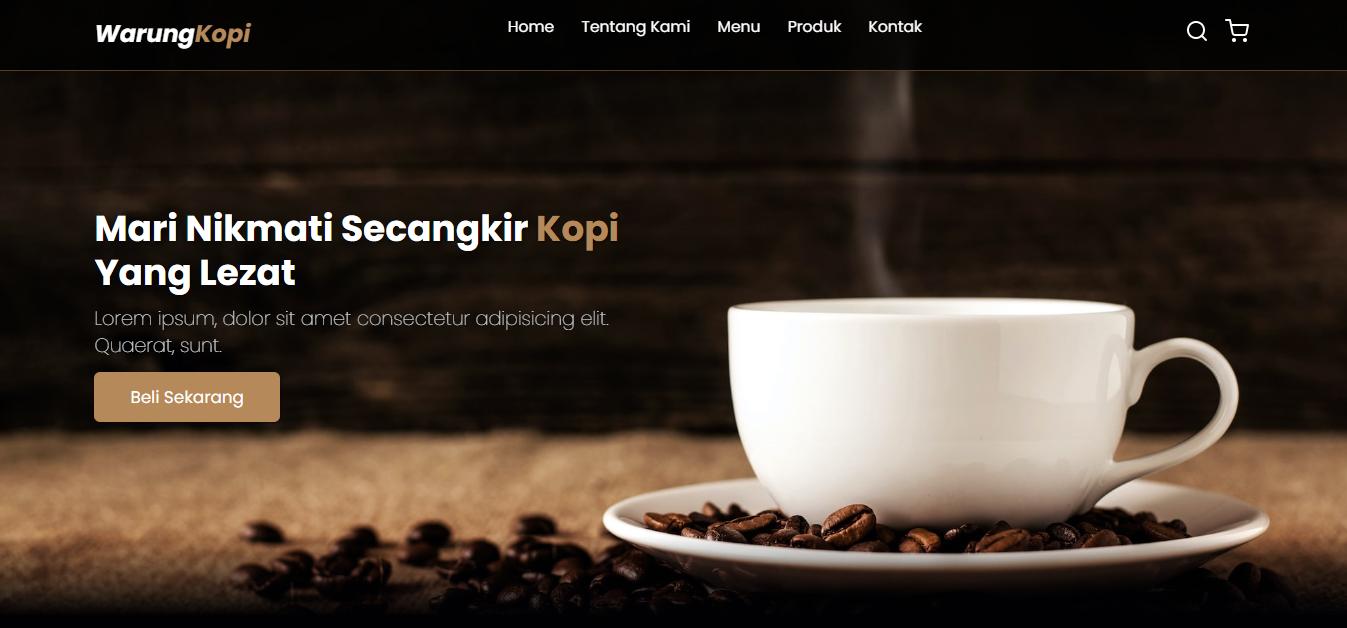 WarungKopi
Home Tentang Kami Menu Produk Kontak
Mari Nikmati Secangkir Kopi
Yang Lezat
Lorem ipsum, dolor sit amet consectetur adipisicing elit.
Quaerat, sunt.
Beli Sekarang